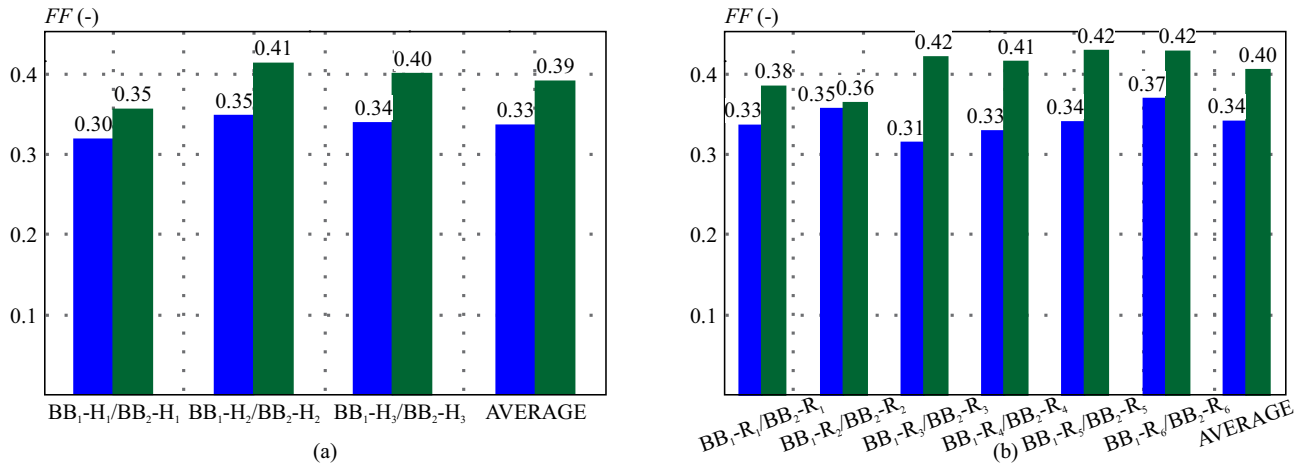 FF (-)
0.4
0.3
0.2
0.1
0.30
0.35
0.35
0.41
0.34
0.40
0.33
0.39
BB₁-H₁/BB₂-H₁
BB₁-H₂/BB₂-H₂
BB₁-H₃/BB₂-H₃
AVERAGE
(a)
FF (-)
0.4
0.3
0.2
0.1
0.33
0.38
0.35
0.36
0.31
0.42
0.33
0.41
0.34
0.42
0.37
0.42
0.34
0.40
BB₁-R₁/BB₂-R₁
BB₁-R₂/BB₂-R₂
BB₁-R₃/BB₂-R₃
BB₁-R₄/BB₂-R₄
BB₁-R₅/BB₂-R₅
BB₁-R₆/BB₂-R₆
AVERAGE
(b)